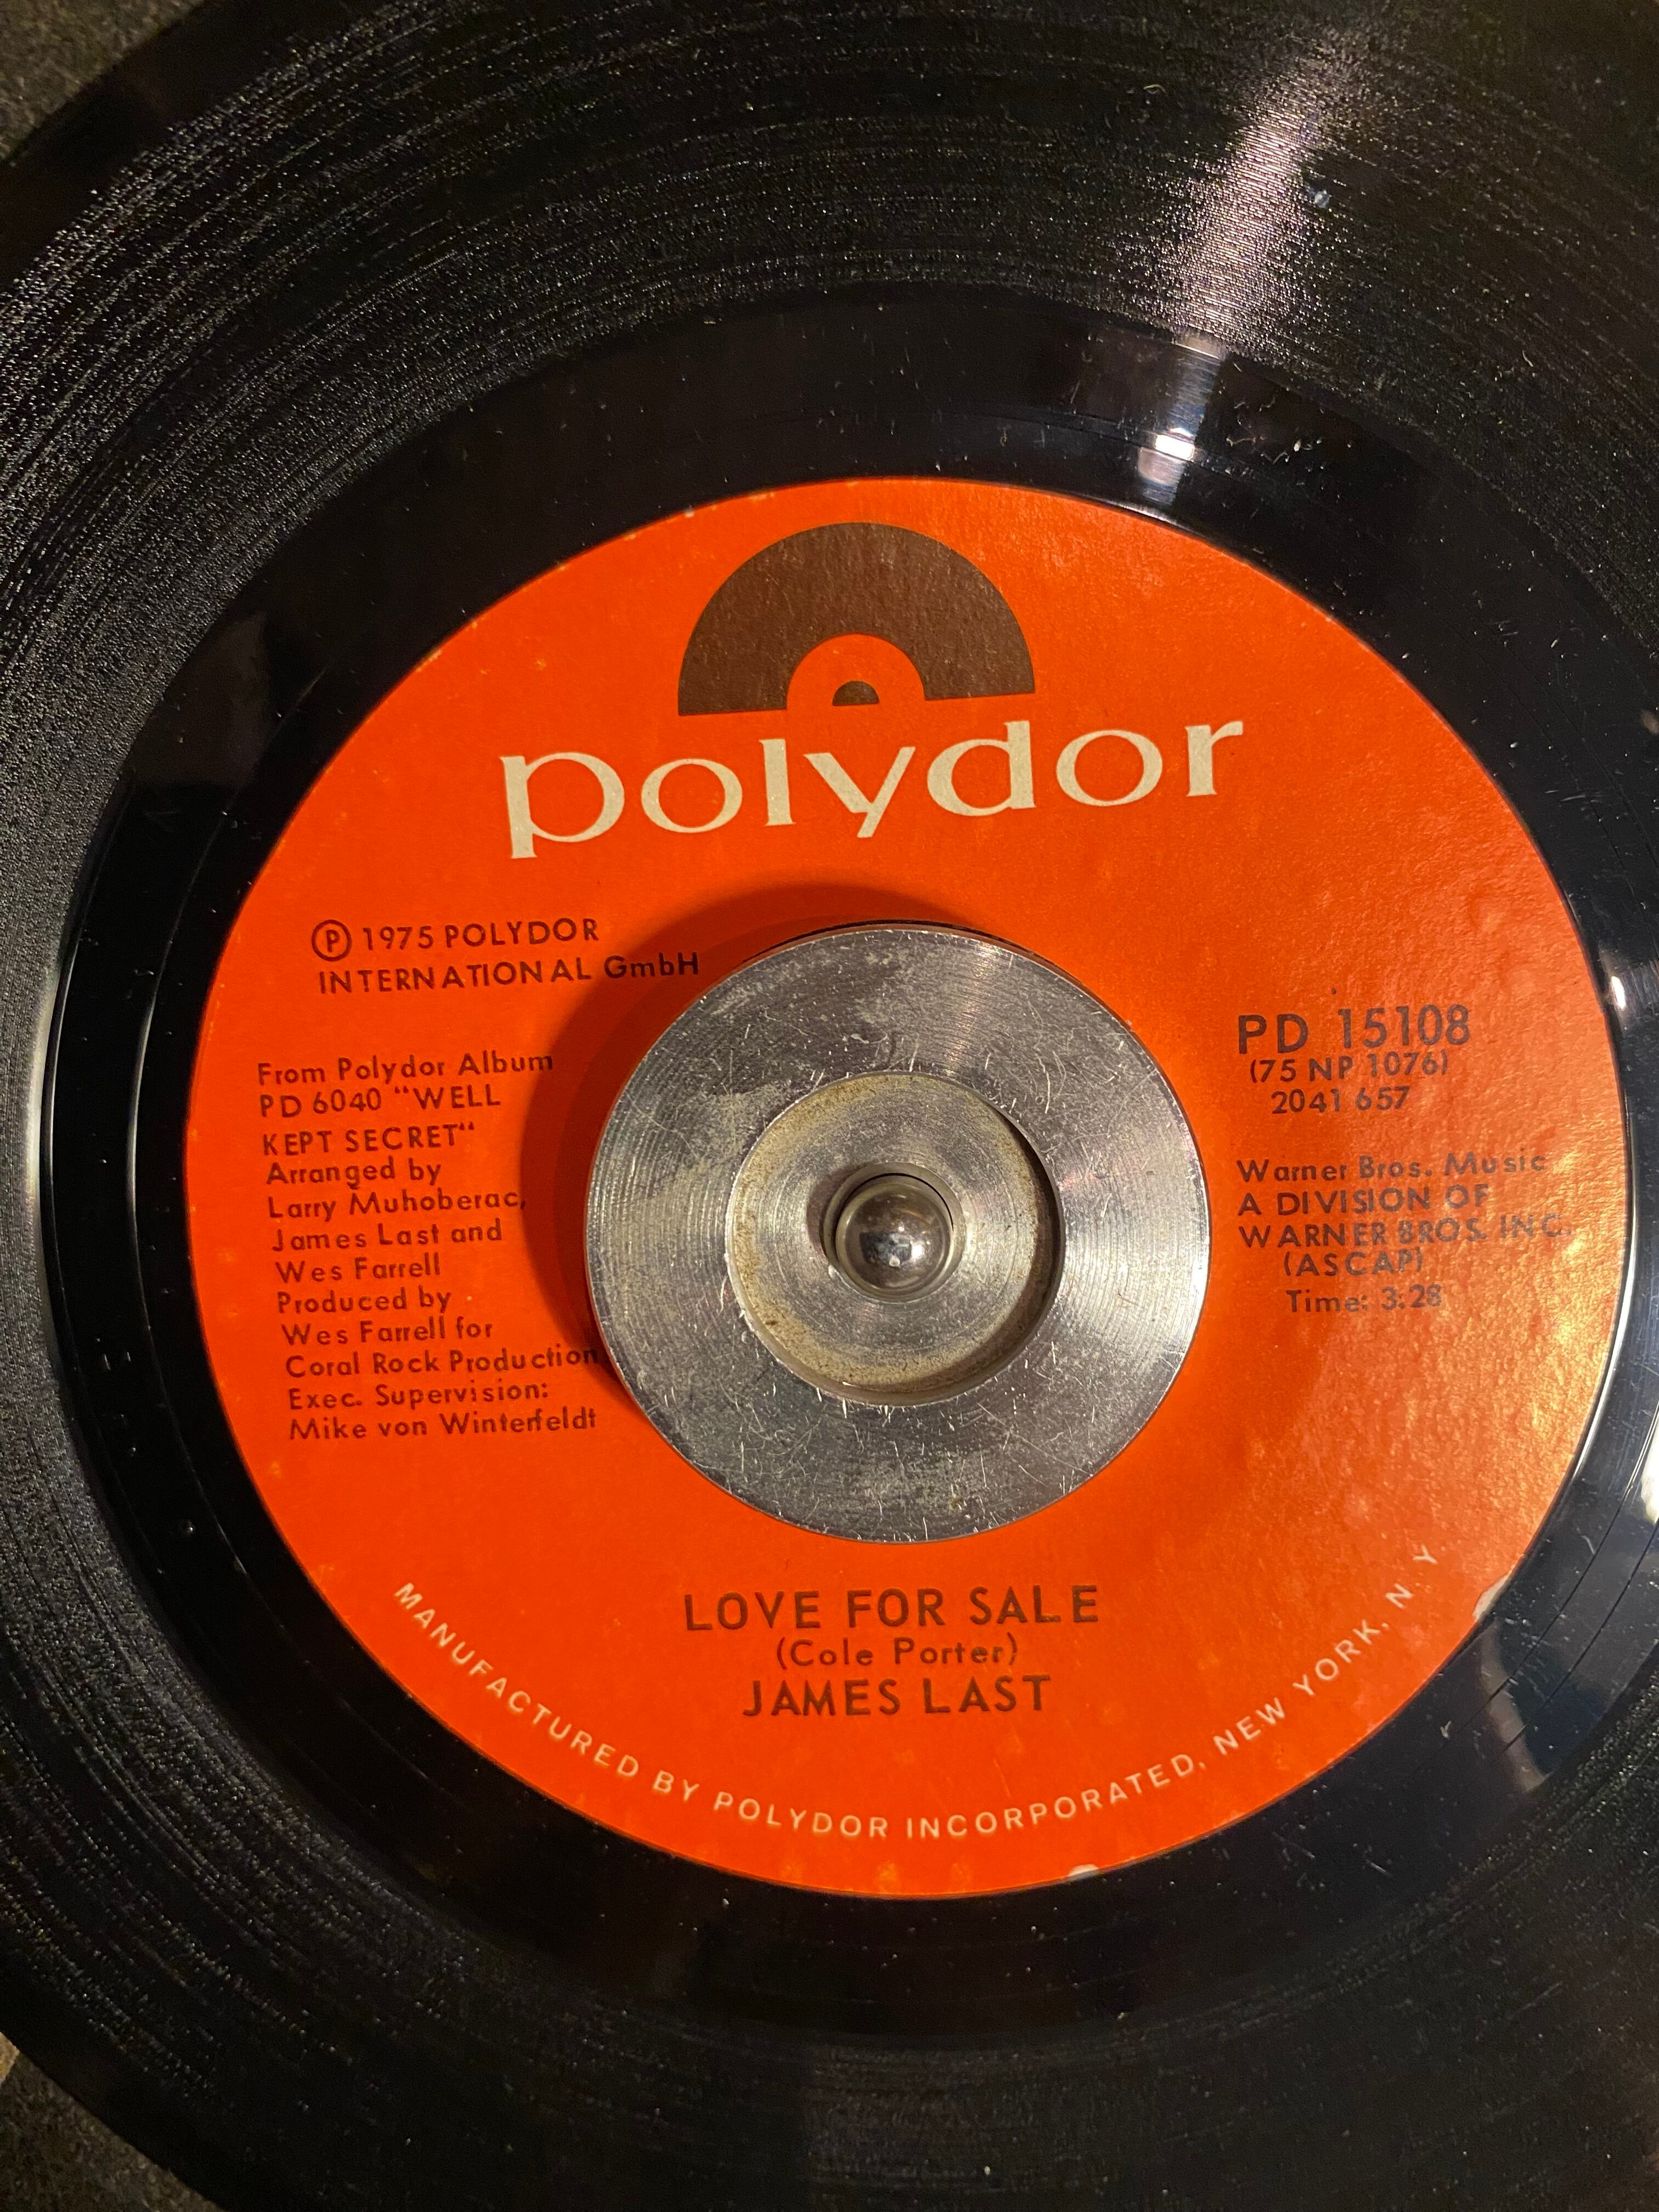 polydor
Ⓟ 1975 POLYDOR
INTERNATIONAL GmbH
From Polydor Album
PD 6040 “WELL
KEPT SECRET“
Arranged by
Larry Muhoberac,
James Last and
Wes Farrell
Produced by
Wes Farrell for
Coral Rock Production
Exec. Supervision:
Mike von Winterfeldt
PD 15108
(75 NP 1076)
2041 657
Warner Bros. Music
A DIVISION OF
WARNER BROS. INC.
(ASCAP)
Time: 3:28
LOVE FOR SALE
(Cole Porter)
JAMES LAST
MANUFACTURED BY POLYDOR INCORPORATED, NEW YORK, N.Y.